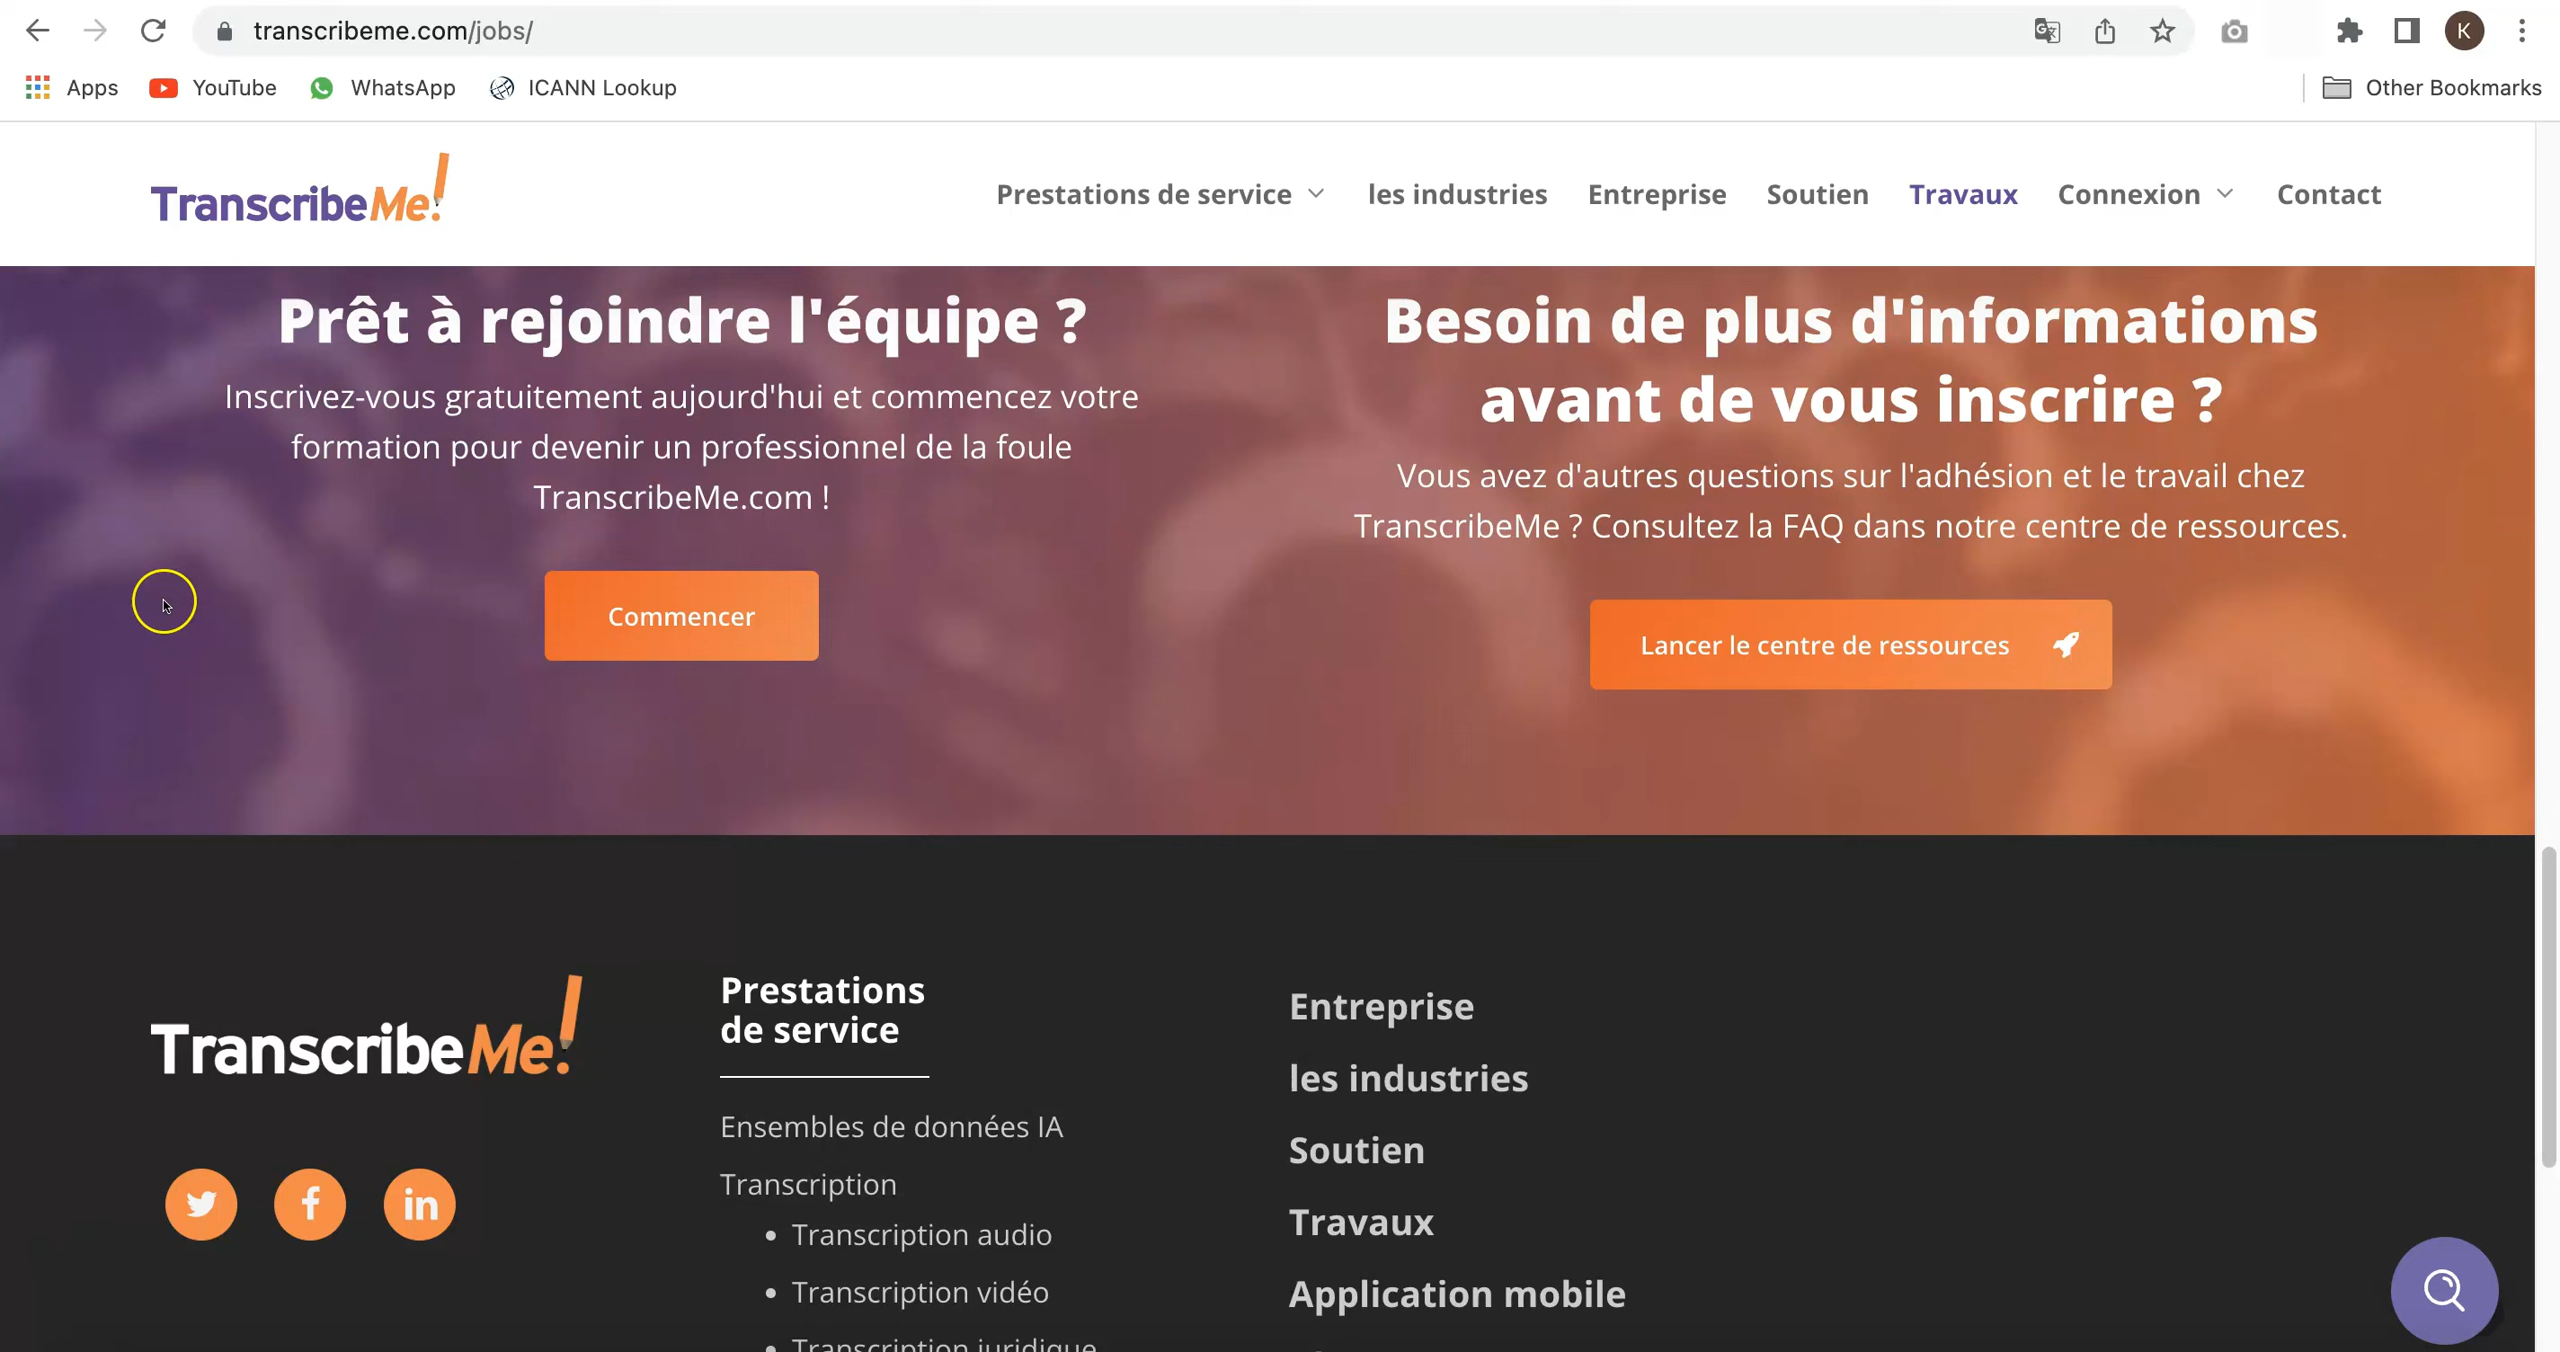 transcribeme.com/jobs/
K
Apps
YouTube
WhatsApp
ICANN Lookup
Other Bookmarks
TranscribeMe!
Prestations de service
les industries
Entreprise
Soutien
Travaux
Connexion
Contact
Prêt à rejoindre l'équipe ?
Inscrivez-vous gratuitement aujourd'hui et commencez votre
formation pour devenir un professionnel de la foule
TranscribeMe.com !
Commencer
Besoin de plus d'informations
avant de vous inscrire ?
Vous avez d'autres questions sur l'adhésion et le travail chez
TranscribeMe ? Consultez la FAQ dans notre centre de ressources.
Lancer le centre de ressources
TranscribeMe!
Prestations
de service
Ensembles de données IA
Transcription
• Transcription audio
• Transcription vidéo
• Transcription juridique
Entreprise
les industries
Soutien
Travaux
Application mobile